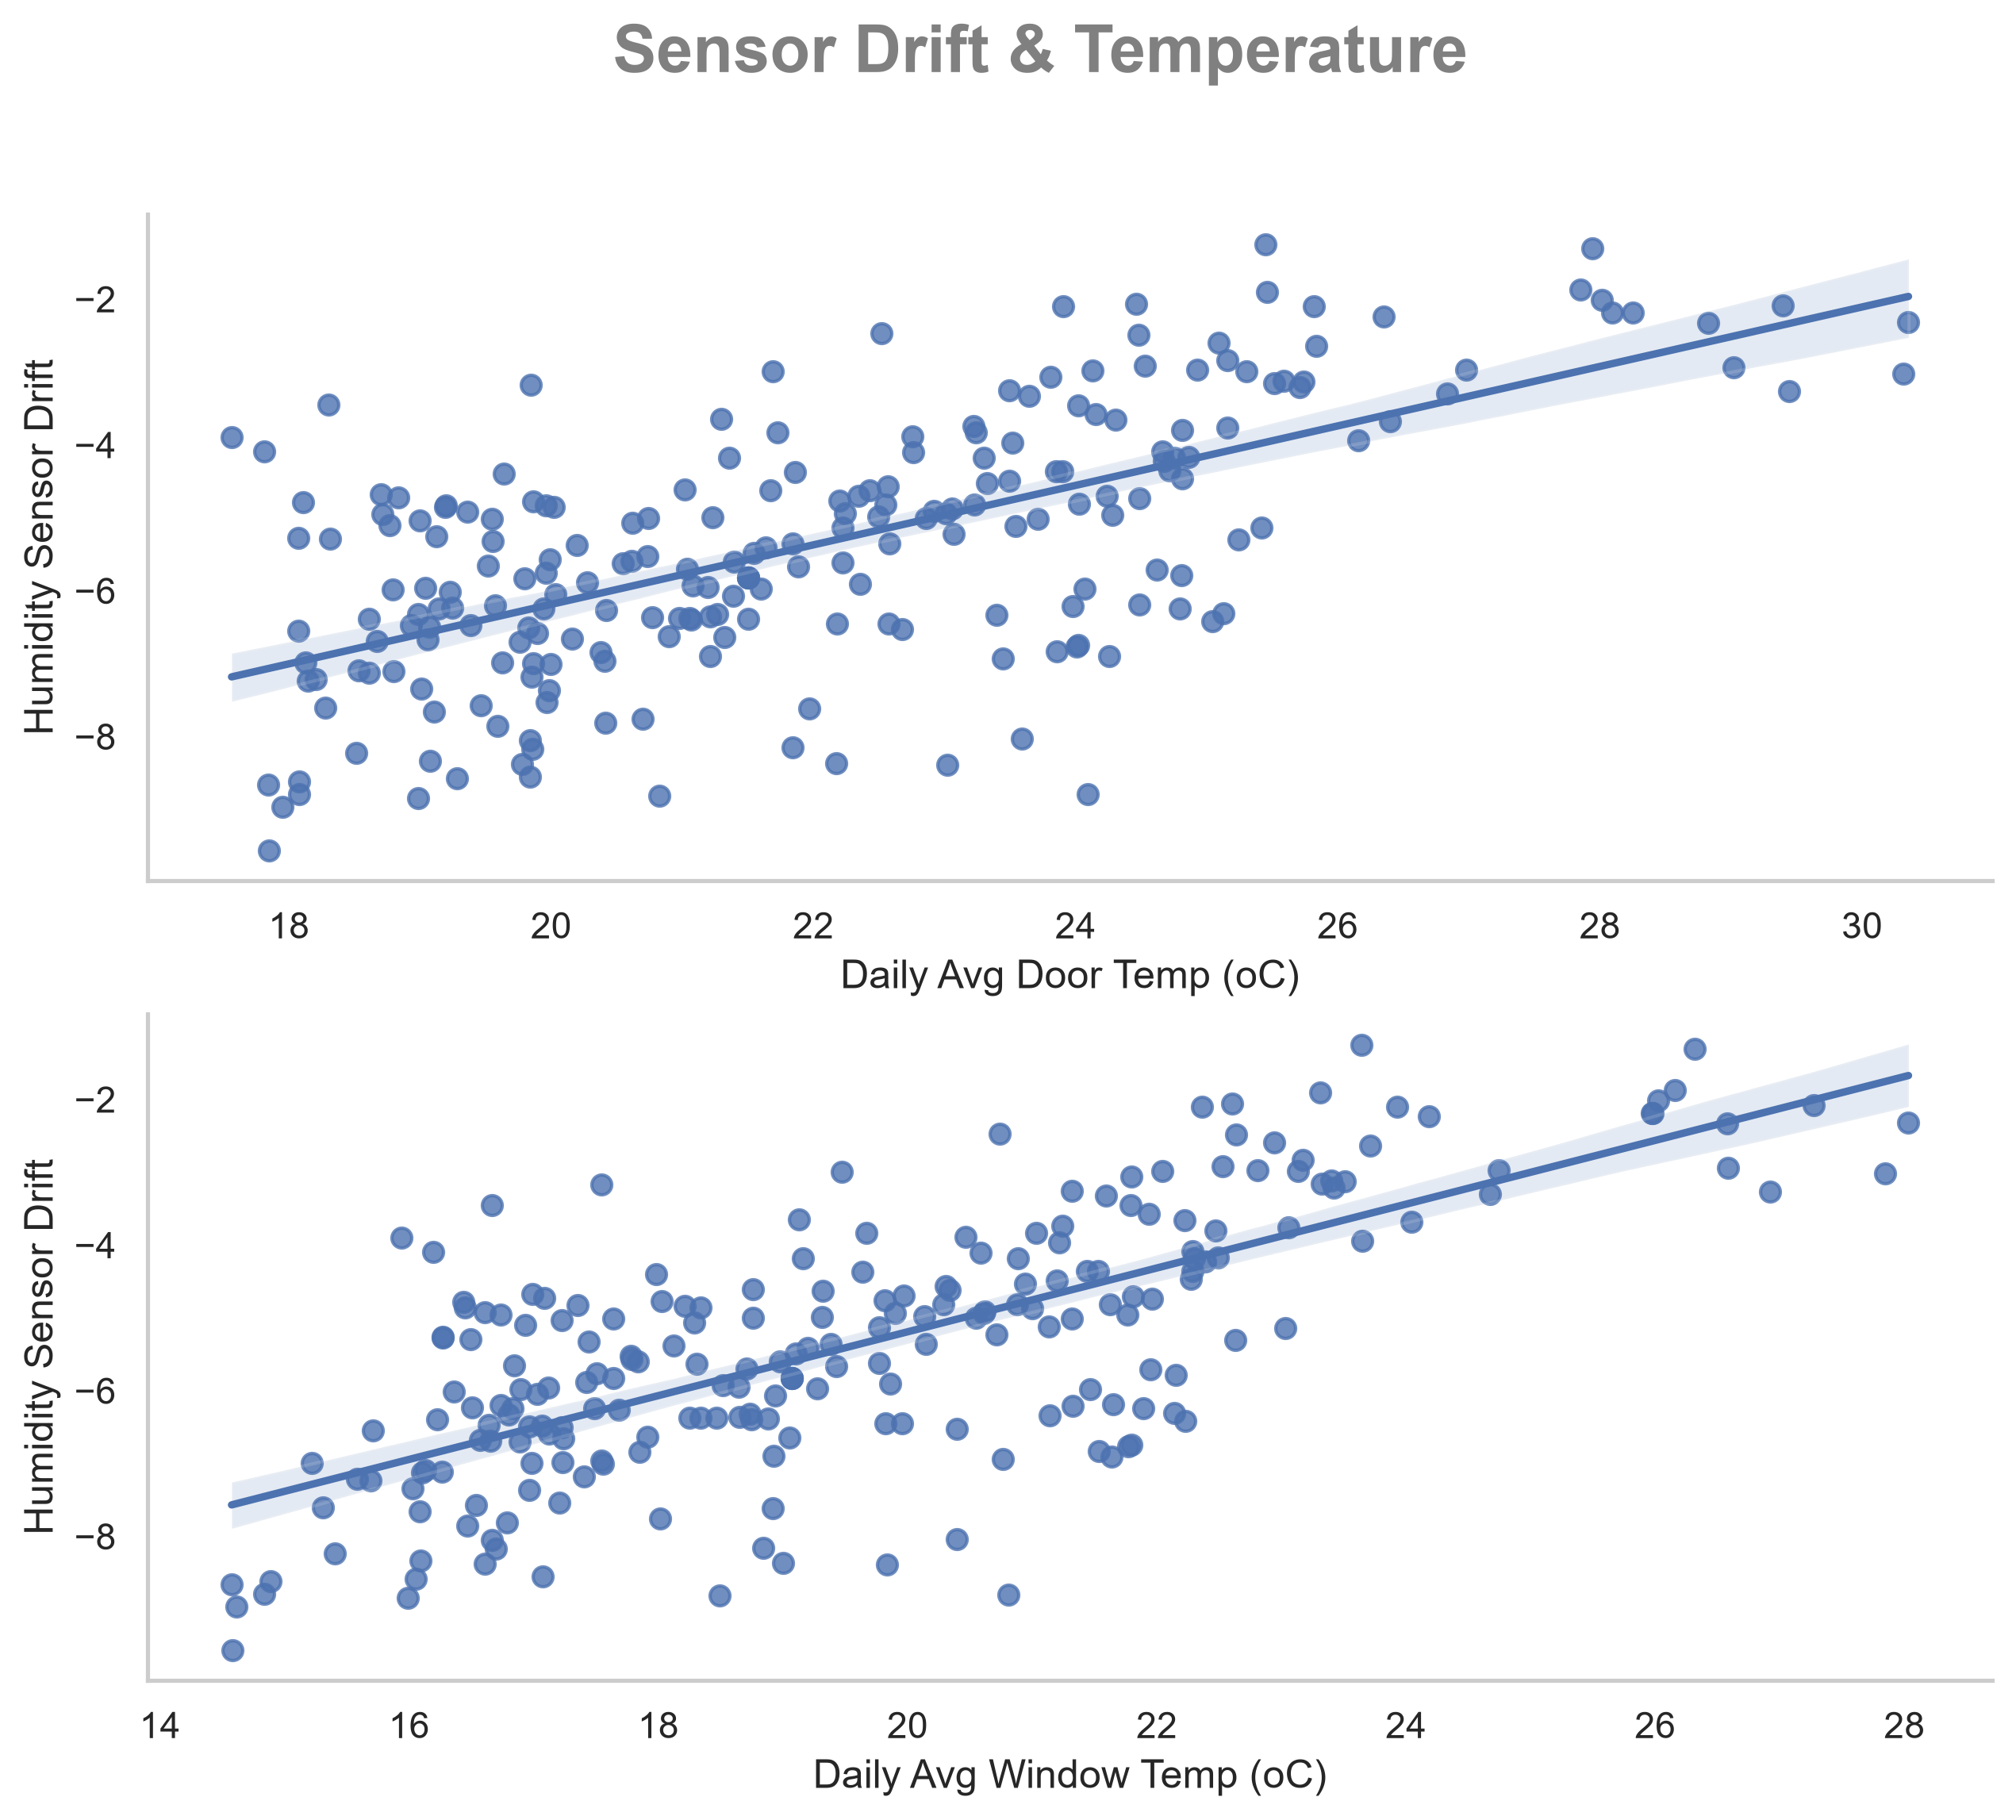 Sensor Drift & Temperature
Humidity Sensor Drift
−2
−4
−6
−8
18 20 22 24 26 28 30
Daily Avg Door Temp (oC)
Humidity Sensor Drift
−2
−4
−6
−8
14 16 18 20 22 24 26 28
Daily Avg Window Temp (oC)